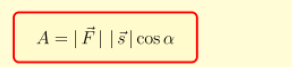 A = | F⃗ | | s⃗ | cos α